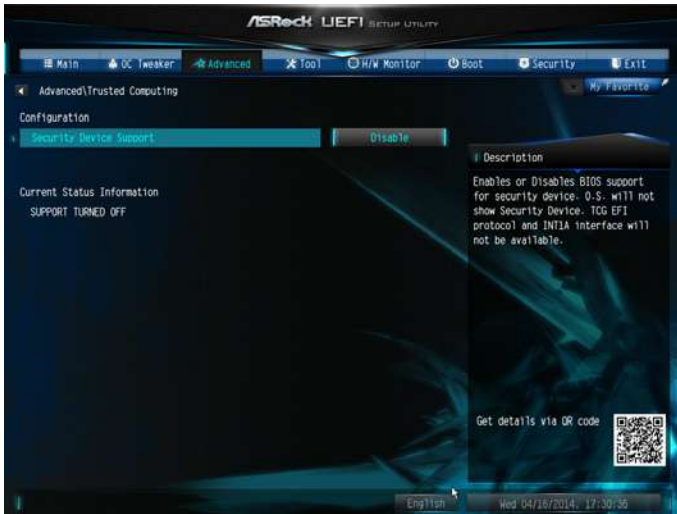 ASRock UEFI SETUP UTILITY
Main OC Tweaker Advanced Tool H/W Monitor Boot Security Exit
Advanced\Trusted Computing
My Favorite
Configuration
Security Device Support Disable
Description
Enables or Disables BIOS support
for security device. O.S. will not
show Security Device. TCG EFI
protocol and INT1A interface will
not be available.
Current Status Information
SUPPORT TURNED OFF
Get details via QR code
English
Wed 04/16/2014, 17:30:36